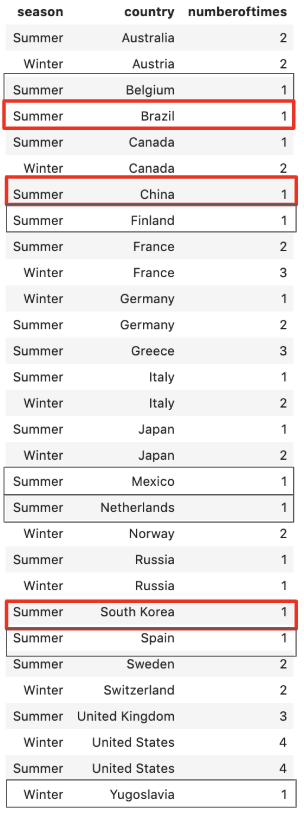 season country numberoftimes
Summer Australia 2
Winter Austria 2
Summer Belgium 1
Summer Brazil 1
Summer Canada 1
Winter Canada 2
Summer China 1
Summer Finland 1
Summer France 2
Winter France 3
Winter Germany 1
Summer Germany 2
Summer Greece 3
Summer Italy 1
Winter Italy 2
Summer Japan 1
Winter Japan 2
Summer Mexico 1
Summer Netherlands 1
Winter Norway 2
Summer Russia 1
Winter Russia 1
Summer South Korea 1
Summer Spain 1
Summer Sweden 2
Winter Switzerland 2
Summer United Kingdom 3
Winter United States 4
Summer United States 4
Winter Yugoslavia 1